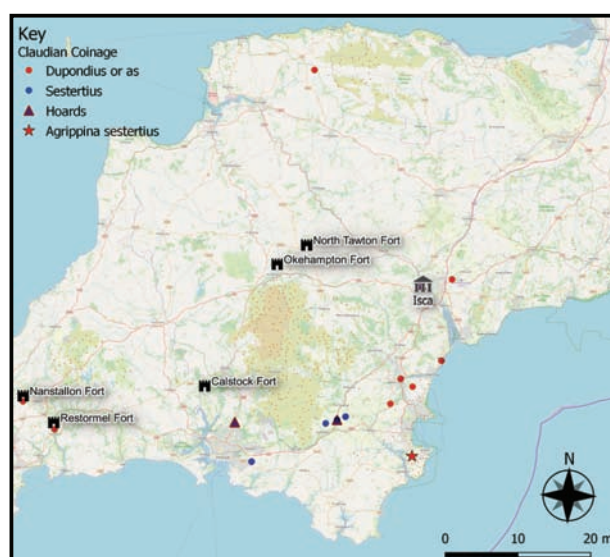 Key
Claudian Coinage
Dupondius or as
Sestertius
Hoards
Agrippina sestertius
North Tawton Fort
Okehampton Fort
Isca
Calstock Fort
Nanstallon Fort
Restormel Fort
N
0 10 20 m